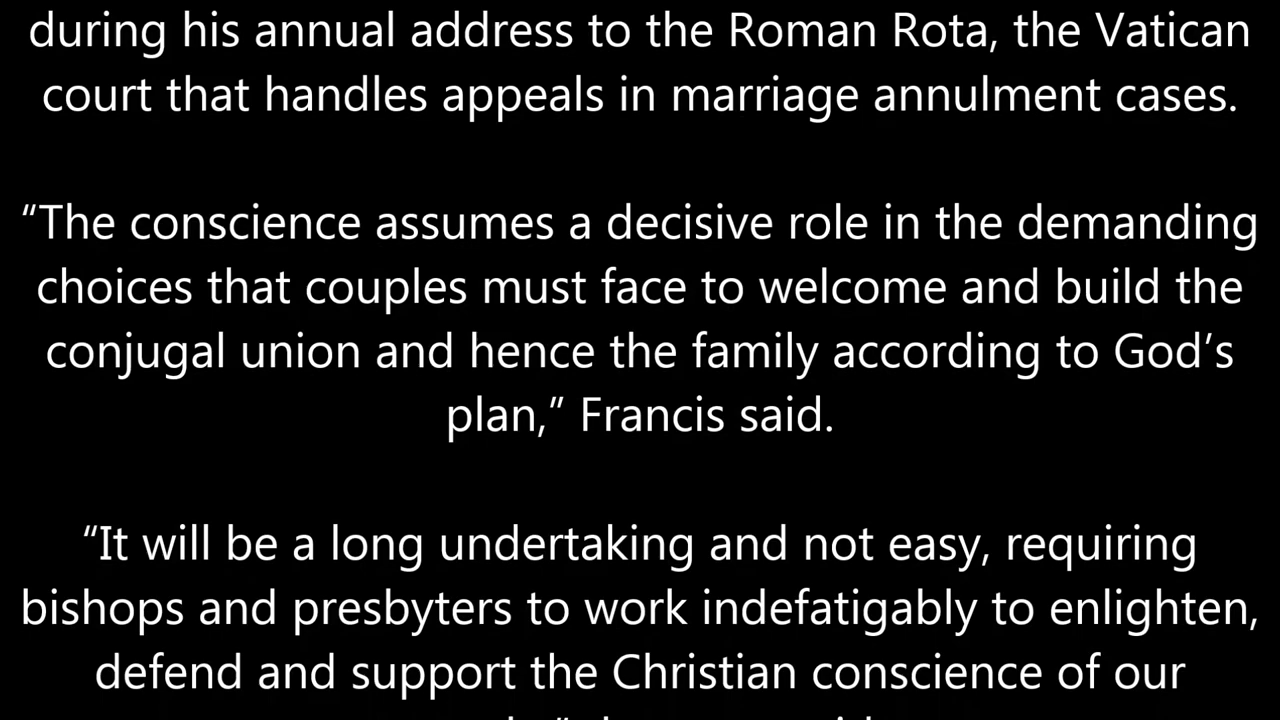 during his annual address to the Roman Rota, the Vatican
court that handles appeals in marriage annulment cases.
“The conscience assumes a decisive role in the demanding
choices that couples must face to welcome and build the
conjugal union and hence the family according to God’s
plan,” Francis said.
“It will be a long undertaking and not easy, requiring
bishops and presbyters to work indefatigably to enlighten,
defend and support the Christian conscience of our